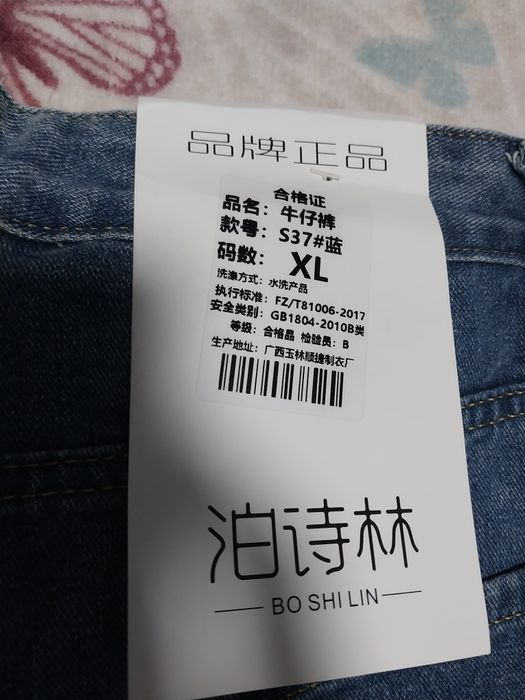 品牌正品
合格证
品名：牛仔裤
款号：S37#蓝
码数：XL
洗涤方式：水洗产品
执行标准：FZ/T81006-2017
安全类别：GB1804-2010B类
等级：合格品 检验员：B
生产地址：广西玉林顺缝制衣厂
泊诗林
BO SHI LIN